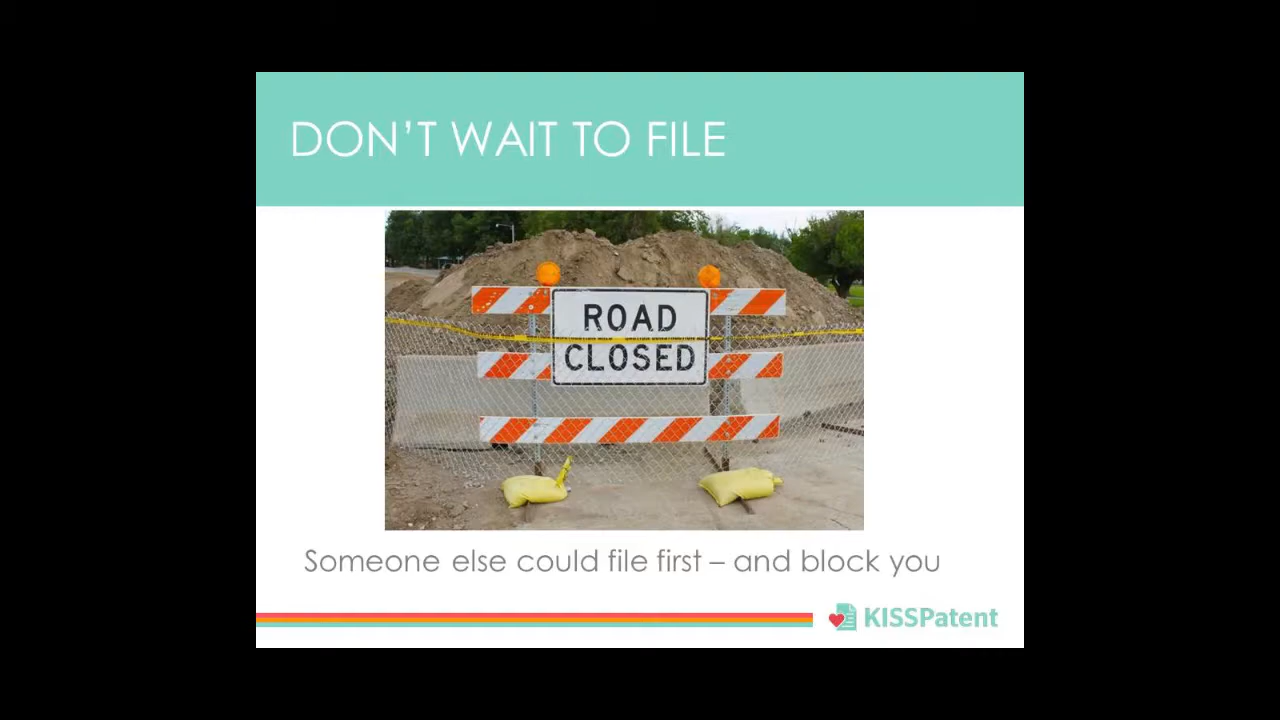 DON'T WAIT TO FILE
ROAD
CLOSED
Someone else could file first – and block you
KISSPatent